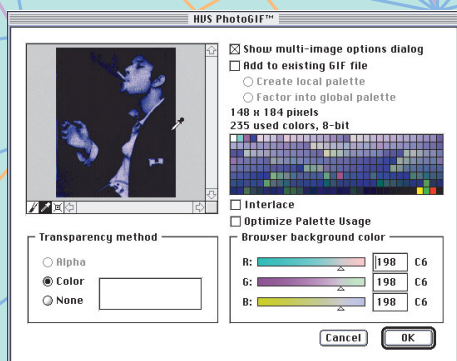 HVS PhotoGIF™
Show multi-image options dialog
Add to existing GIF file
Create local palette
Factor into global palette
148 x 184 pixels
235 used colors, 8-bit
Interlace
Optimize Palette Usage
Transparency method
Alpha
Color
None
Browser background color
R: 198 C6
G: 198 C6
B: 198 C6
Cancel OK